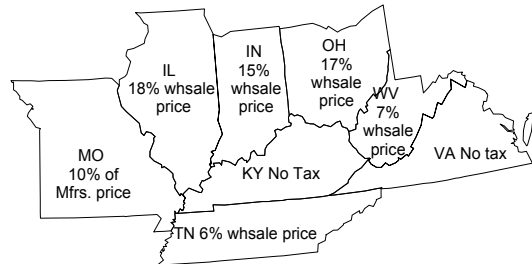 IL
18% whsale
price
IN
15%
whsale
price
OH
17%
whsale
price
WV
7%
whsale
price
MO
10% of
Mfrs. price
KY No Tax
VA No tax
TN 6% whsale price